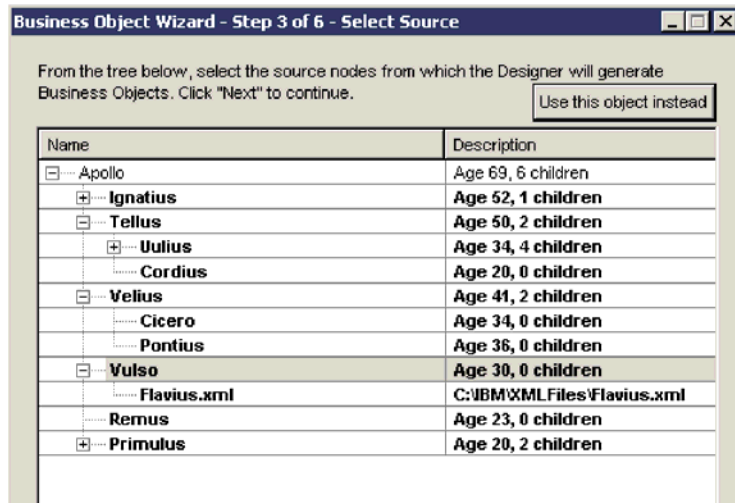 Business Object Wizard - Step 3 of 6 - Select Source
From the tree below, select the source nodes from which the Designer will generate
Business Objects. Click "Next" to continue.
Use this object instead
Name Description
Apollo Age 69, 6 children
Ignatius Age 52, 1 children
Tellus Age 50, 2 children
Uulius Age 34, 4 children
Cordius Age 20, 0 children
Velius Age 41, 2 children
Cicero Age 34, 0 children
Pontius Age 36, 0 children
Vulso Age 30, 0 children
Flavius.xml C:\IBM\XMLFiles\Flavius.xml
Remus Age 23, 0 children
Primulus Age 20, 2 children